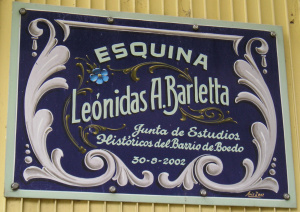 ESQUINA
Leónidas A. Barletta
Junta de Estudios
Históricos del Barrio de Boedo
30-8-2002